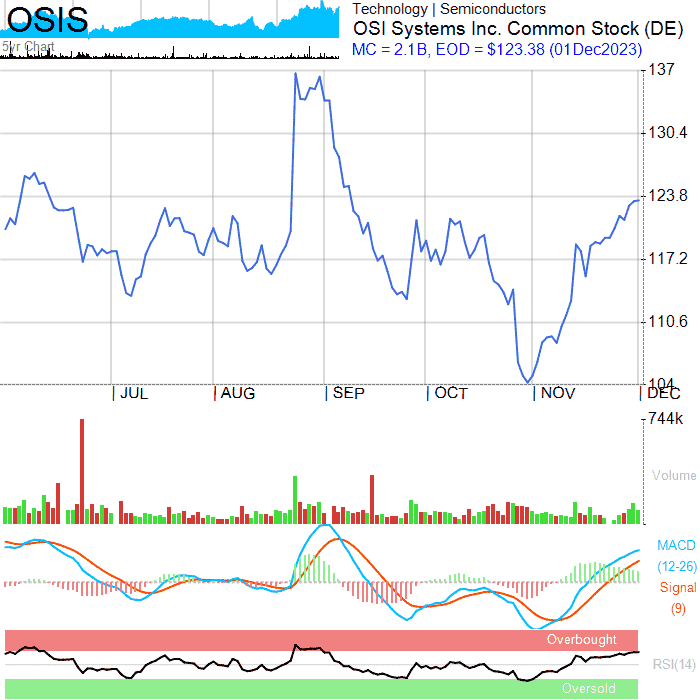 OSIS
5yr Chart
Technology | Semiconductors
OSI Systems Inc. Common Stock (DE)
MC = 2.1B, EOD = $123.38 (01Dec2023)
137
130.4
123.8
117.2
110.6
104
| JUL | AUG | SEP | OCT | NOV | DEC
744k
Volume
MACD
(12-26)
Signal
(9)
Overbought
RSI(14)
Oversold